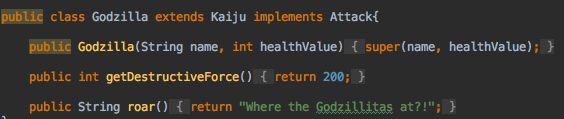 public class Godzilla extends Kaiju implements Attack{
public Godzilla(String name, int healthValue) { super(name, healthValue); }
public int getDestructiveForce() { return 200; }
public String roar() { return "Where the Godzillitas at?!"; }
}